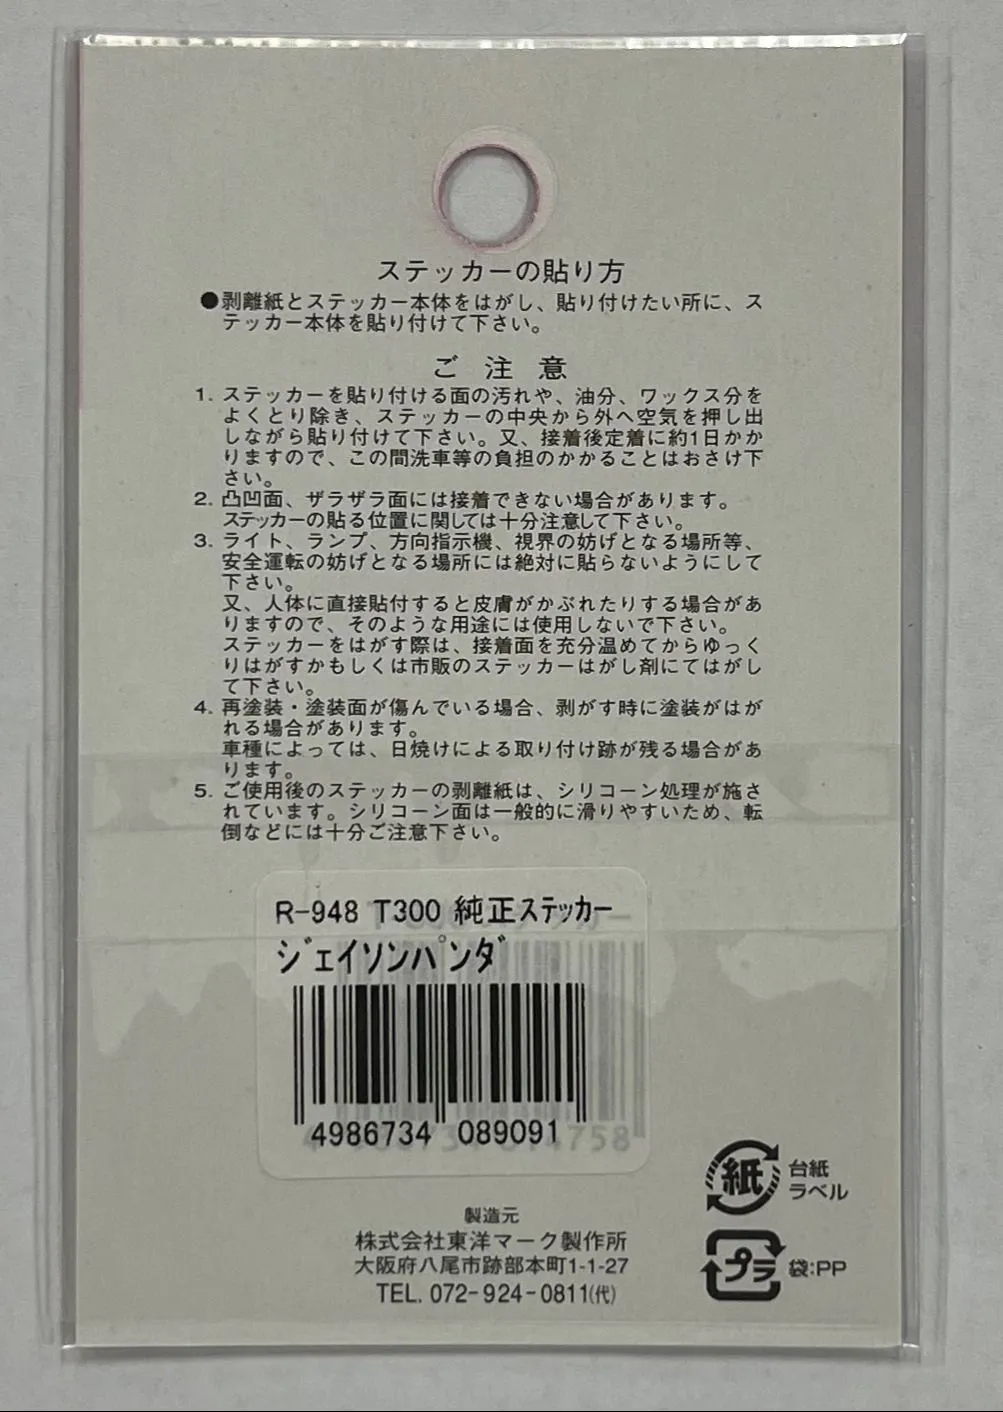 ステッカーの貼り方
●剥離紙とステッカー本体をはがし、貼り付けたい所に、ス
テッカー本体を貼り付けて下さい。
ご 注 意
1. ステッカーを貼り付ける面の汚れや、油分、ワックス分を
よくとり除き、ステッカーの中央から外へ空気を押し出
しながら貼り付けて下さい。又、接着後定着に約1日かか
りますので、この間洗車等の負担のかかることはおさけ下
さい。
2. 凸凹面、ザラザラ面には接着できない場合があります。
ステッカーの貼る位置に関しては十分注意して下さい。
3. ライト、ランプ、方向指示機、視界の妨げとなる場所等、
安全運転の妨げとなる場所には絶対に貼らないようにして
下さい。
又、人体に直接貼付すると皮膚がかぶれたりする場合があ
りますので、そのような用途には使用しないで下さい。
ステッカーをはがす際は、接着面を充分温めてからゆっく
りはがすかもしくは市販のステッカーはがし剤にてはがし
て下さい。
4. 再塗装・塗装面が傷んでいる場合、剥がす時に塗装がはが
れる場合があります。
車種によっては、日焼けによる取り付け跡が残る場合があ
ります。
5. ご使用後のステッカーの剥離紙は、シリコーン処理が施さ
れています。シリコーン面は一般的に滑りやすいため、転
倒などには十分ご注意下さい。
R-948 T300 純正ステッカー
ジェイソンパンダ
4986734 089091
紙 台紙
ラベル
プラ 袋:PP
製造元
株式会社東洋マーク製作所
大阪府八尾市跡部本町1-1-27
TEL. 072-924-0811(代)